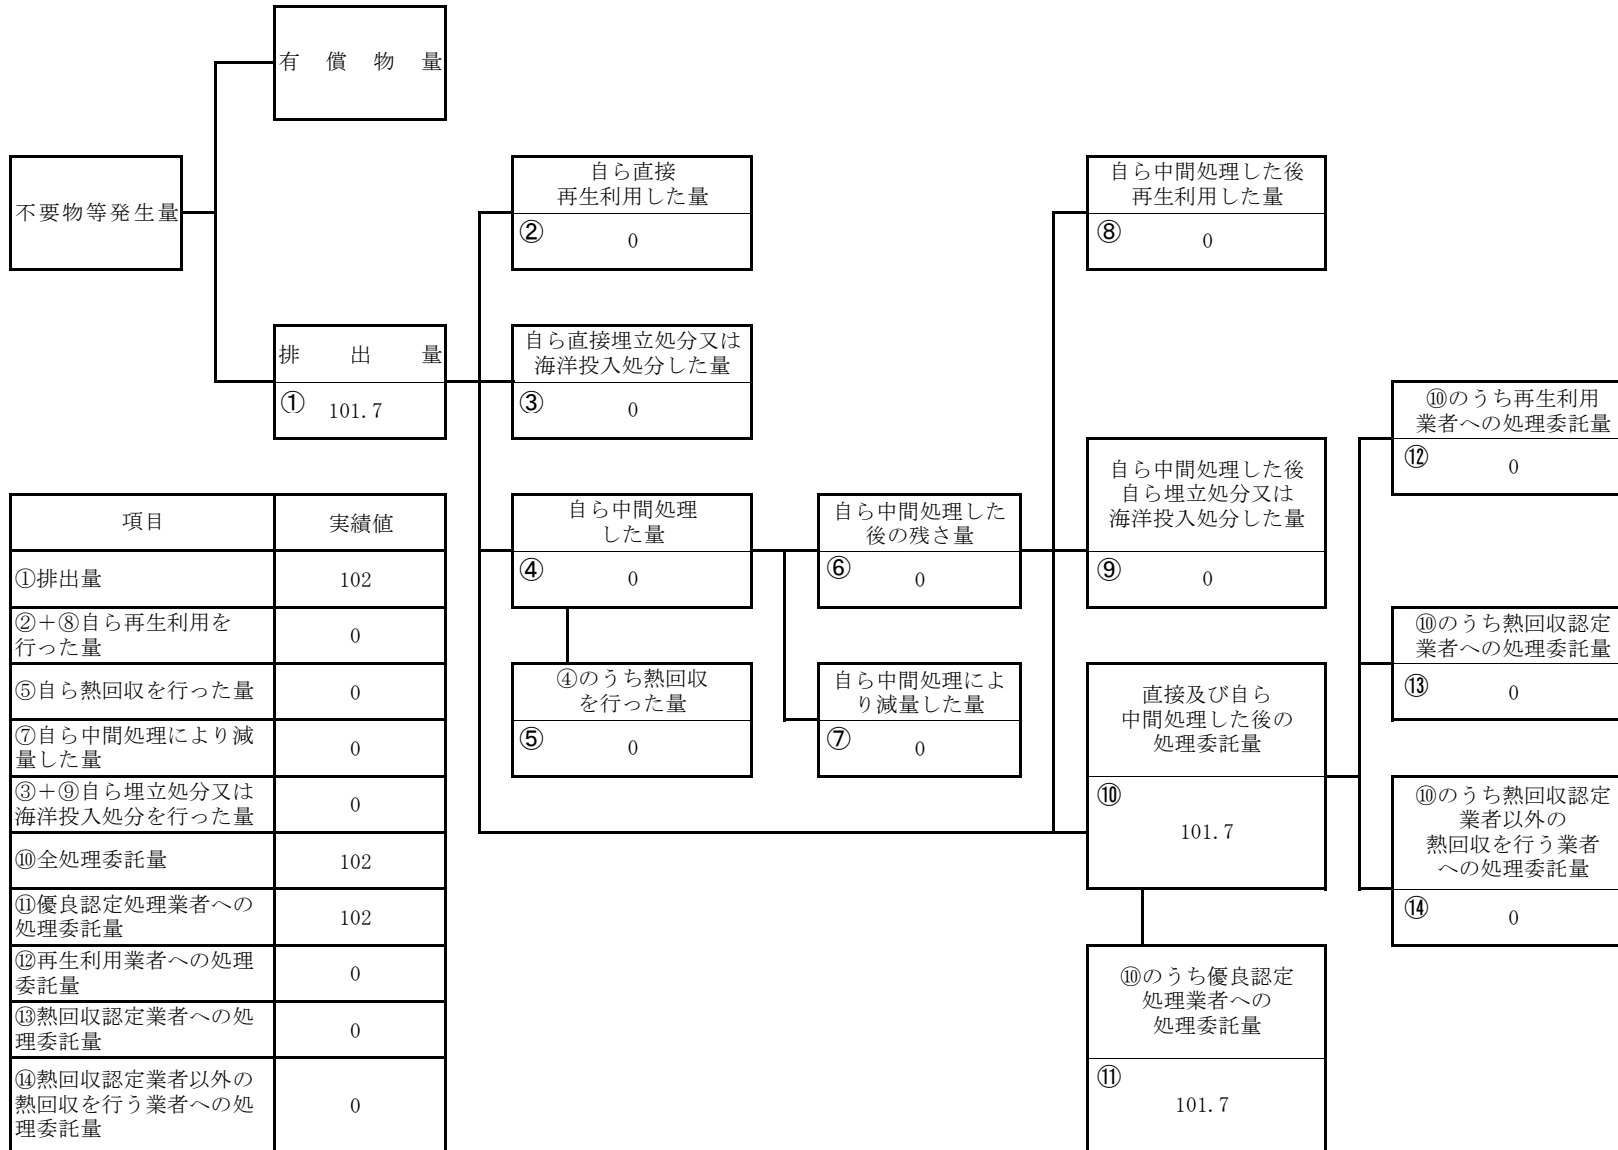 有償物量
不要物等発生量
自ら直接
再生利用した量
②
0
自ら中間処理した後
再生利用した量
⑧
0
排出量
①
101.7
自ら直接埋立処分又は
海洋投入処分した量
③
0
⑩のうち再生利用
業者への処理委託量
⑫
0
自ら中間処理した後
自ら埋立処分又は
海洋投入処分した量
⑨
0
自ら中間処理
した量
④
0
自ら中間処理した
後の残さ量
⑥
0
④のうち熱回収
を行った量
⑤
0
自ら中間処理によ
り減量した量
⑦
0
直接及び自ら
中間処理した後の
処理委託量
⑩
101.7
⑩のうち熱回収認定
業者への処理委託量
⑬
0
⑩のうち熱回収認定
業者以外の
熱回収を行う業者
への処理委託量
⑭
0
⑩のうち優良認定
処理業者への
処理委託量
⑪
101.7
項目 実績値
①排出量 102
②＋⑧自ら再生利用を
行った量 0
⑤自ら熱回収を行った量 0
⑦自ら中間処理により減
量した量 0
③＋⑨自ら埋立処分又は
海洋投入処分を行った量 0
⑩全処理委託量 102
⑪優良認定処理業者への
処理委託量 102
⑫再生利用業者への処理
委託量 0
⑬熱回収認定業者への処
理委託量 0
⑭熱回収認定業者以外の
熱回収を行う業者への処
理委託量 0